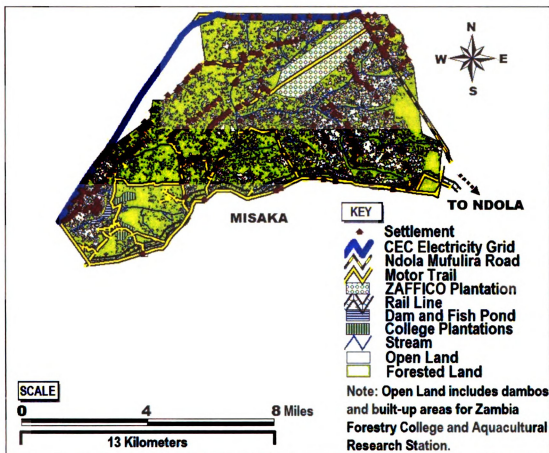 N
W E
S
TO NDOLA
MISAKA
KEY
Settlement
CEC Electricity Grid
Ndola Mufulira Road
Motor Trail
ZAFFICO Plantation
Rail Line
Dam and Fish Pond
College Plantations
Stream
Open Land
Forested Land
SCALE
0 4 8 Miles
13 Kilometers
Note: Open Land includes dambos
and built-up areas for Zambia
Forestry College and Aquacultural
Research Station.